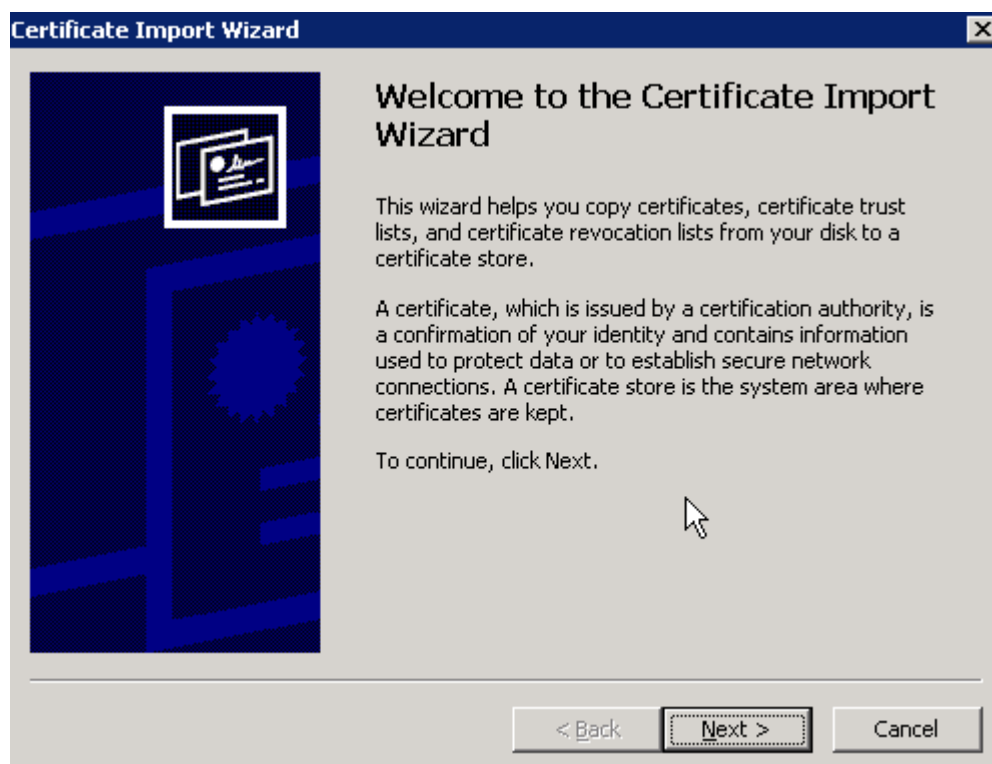 Certificate Import Wizard
Welcome to the Certificate Import
Wizard
This wizard helps you copy certificates, certificate trust
lists, and certificate revocation lists from your disk to a
certificate store.
A certificate, which is issued by a certification authority, is
a confirmation of your identity and contains information
used to protect data or to establish secure network
connections. A certificate store is the system area where
certificates are kept.
To continue, click Next.
< Back
Next >
Cancel